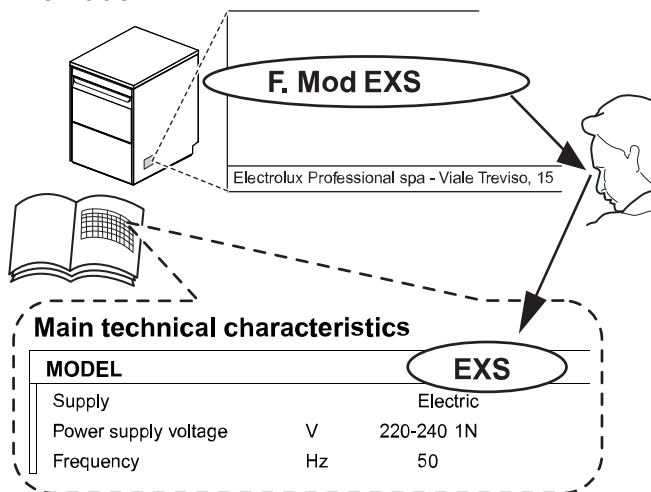 F. Mod EXS
Electrolux Professional spa - Viale Treviso, 15
Main technical characteristics
MODEL EXS
Supply Electric
Power supply voltage V 220-240 1N
Frequency Hz 50